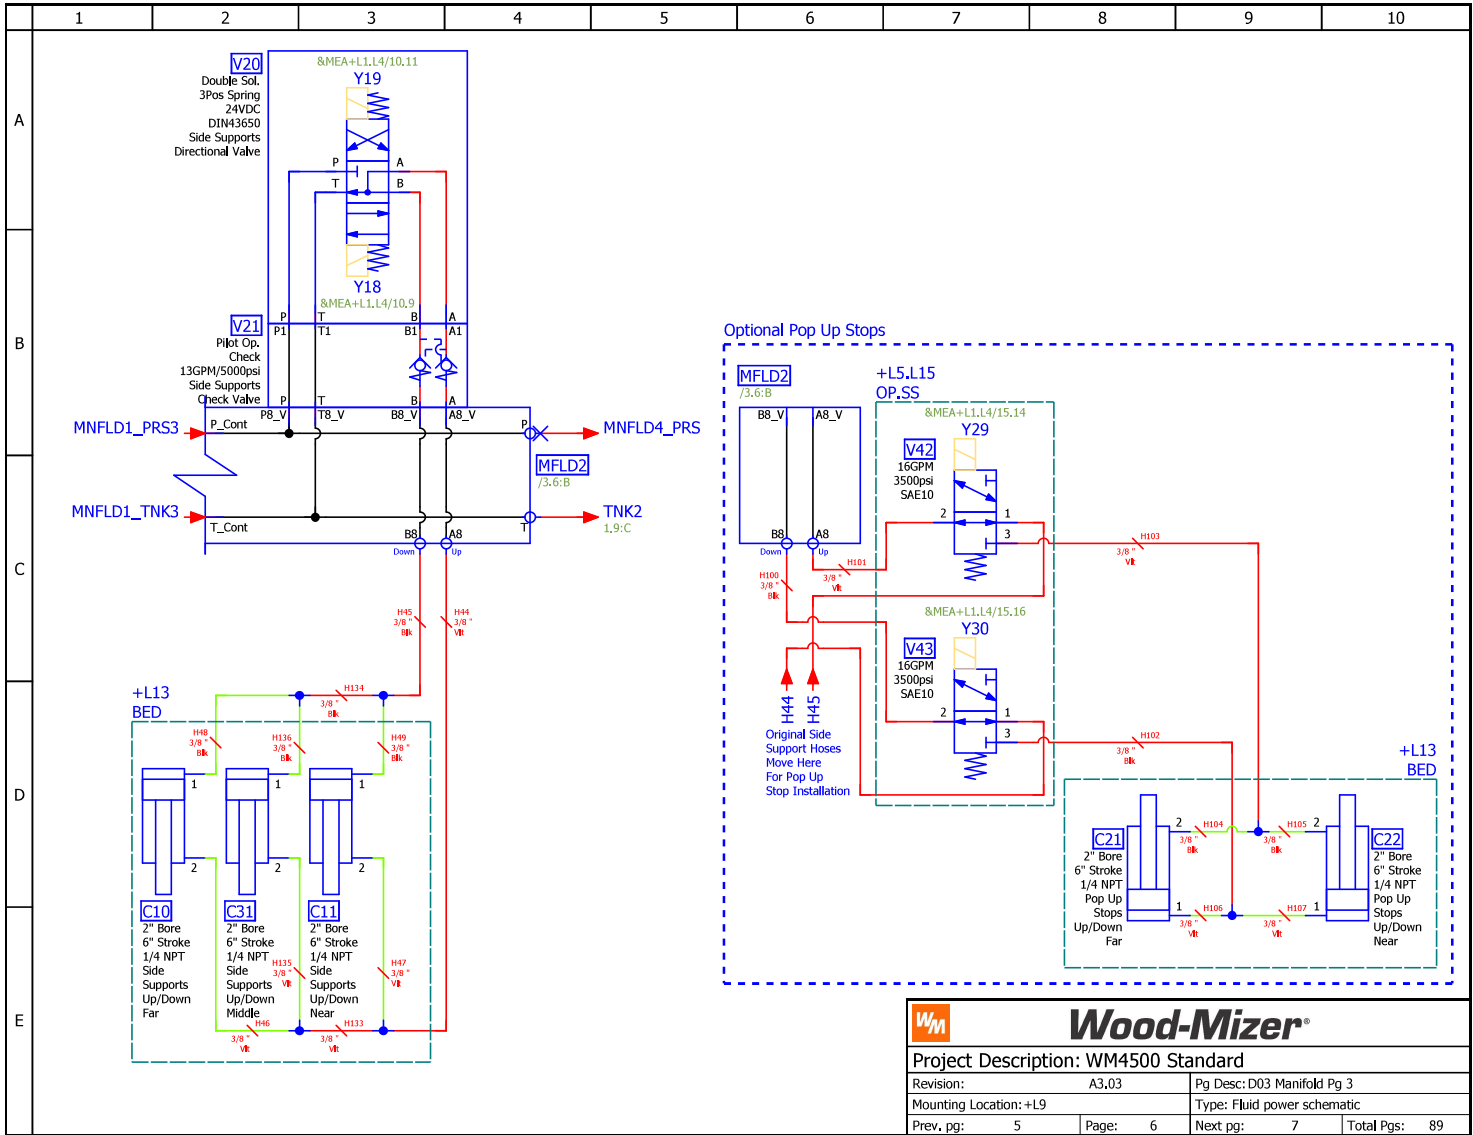 1 2 3 4 5 6 7 8 9 10
A
B
C
D
E
V20
Double Sol.
3Pos Spring
24VDC
DIN43650
Side Supports
Directional Valve
&MEA+L1.L4/10.11
Y19
P
T
A
B
Y18
&MEA+L1.L4/10.9
P T B A
P1 T1 B1 A1
V21
Pilot Op.
Check
13GPM/5000psi
Side Supports
Check Valve
P T B A
P8_V T8_V B8_V A8_V
MNFLD1_PRS3
P_Cont
P
MNFLD4_PRS
MFLD2
/3.6:B
MNFLD1_TNK3
T_Cont
T
TNK2
1.9:C
B8 A8
Down Up
H45
3/8 "
Blk
H44
3/8 "
Vlt
+L13
BED
H134
3/8 "
Blk
H48
3/8 "
Blk
H136
3/8 "
Blk
H49
3/8 "
Blk
1 1 1
2 2 2
C10
2" Bore
6" Stroke
1/4 NPT
Side
Supports
Up/Down
Far
C31
2" Bore
6" Stroke
1/4 NPT
Side
Supports
Up/Down
Middle
C11
2" Bore
6" Stroke
1/4 NPT
Side
Supports
Up/Down
Near
H135
3/8 "
Vlt
H47
3/8 "
Vlt
H46
3/8 "
Vlt
H133
3/8 "
Vlt
Optional Pop Up Stops
MFLD2
/3.6:B
B8_V A8_V
B8 A8
Down Up
+L5.L15
OP.SS
&MEA+L1.L4/15.14
Y29
V42
16GPM
3500psi
SAE10
2 1
3
H100
3/8 "
Blk
H101
3/8 "
Vlt
H103
3/8 "
Vlt
&MEA+L1.L4/15.16
Y30
V43
16GPM
3500psi
SAE10
2 1
3
H44
H45
Original Side
Support Hoses
Move Here
For Pop Up
Stop Installation
H102
3/8 "
Blk
+L13
BED
C21
2" Bore
6" Stroke
1/4 NPT
Pop Up
Stops
Up/Down
Far
2
1
H104
3/8 "
Blk
H105
3/8 "
Blk
H106
3/8 "
Vlt
H107
3/8 "
Vlt
2
1
C22
2" Bore
6" Stroke
1/4 NPT
Pop Up
Stops
Up/Down
Near
WM
Wood-Mizer®
Project Description: WM4500 Standard
Revision: A3.03 Pg Desc: D03 Manifold Pg 3
Mounting Location: +L9 Type: Fluid power schematic
Prev. pg: 5 Page: 6 Next pg: 7 Total Pgs: 89